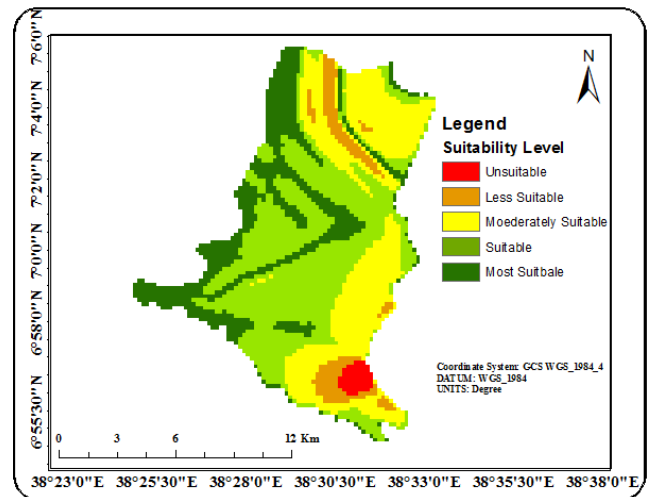 7°6'0"N
7°4'0"N
7°2'0"N
7°0'0"N
6°58'0"N
6°55'30"N
N
Legend
Suitability Level
Unsuitable
Less Suitable
Moederately Suitable
Suitable
Most Suitbale
Coordinate System: GCS WGS_1984_4
DATUM: WGS_1984
UNITS: Degree
0 3 6 12 Km
38°23'0"E 38°25'30"E 38°28'0"E 38°30'30"E 38°33'0"E 38°35'30"E 38°38'0"E